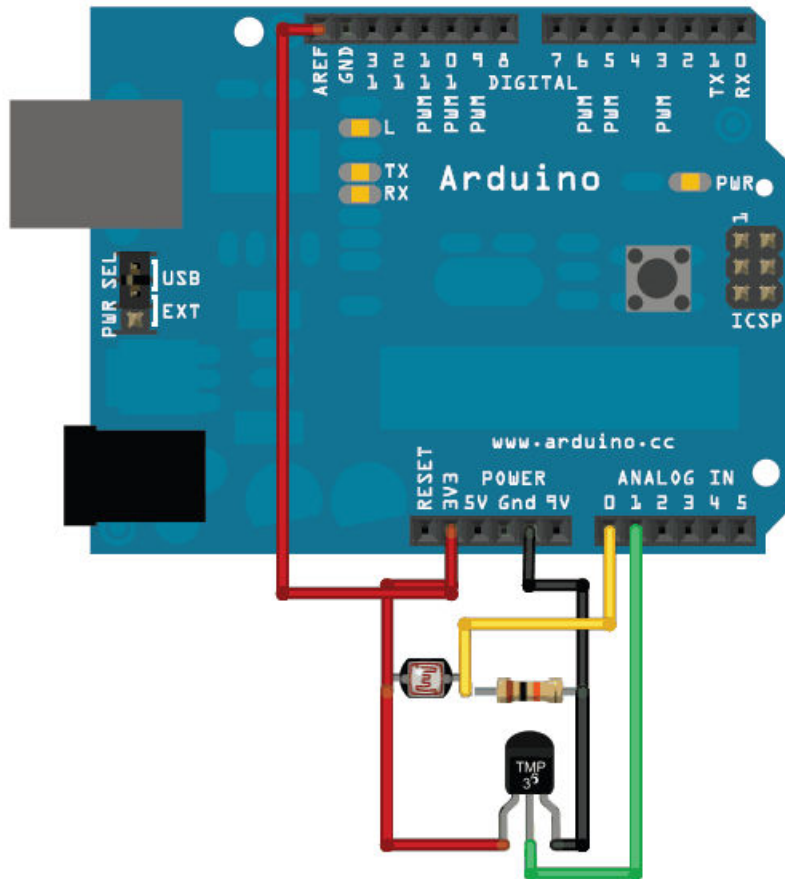 AREF
GND
13
12
PWM 11
PWM 10
PWM 9
8
7
PWM 6
PWM 5
4
PWM 3
2
TX 1
RX 0
DIGITAL
L
TX
RX
Arduino
PWR
1
ICSP
PWR SEL
USB
EXT
www.arduino.cc
POWER
ANALOG IN
RESET
3V3
5V Gnd 9V
0 1 2 3 4 5
TMP
36